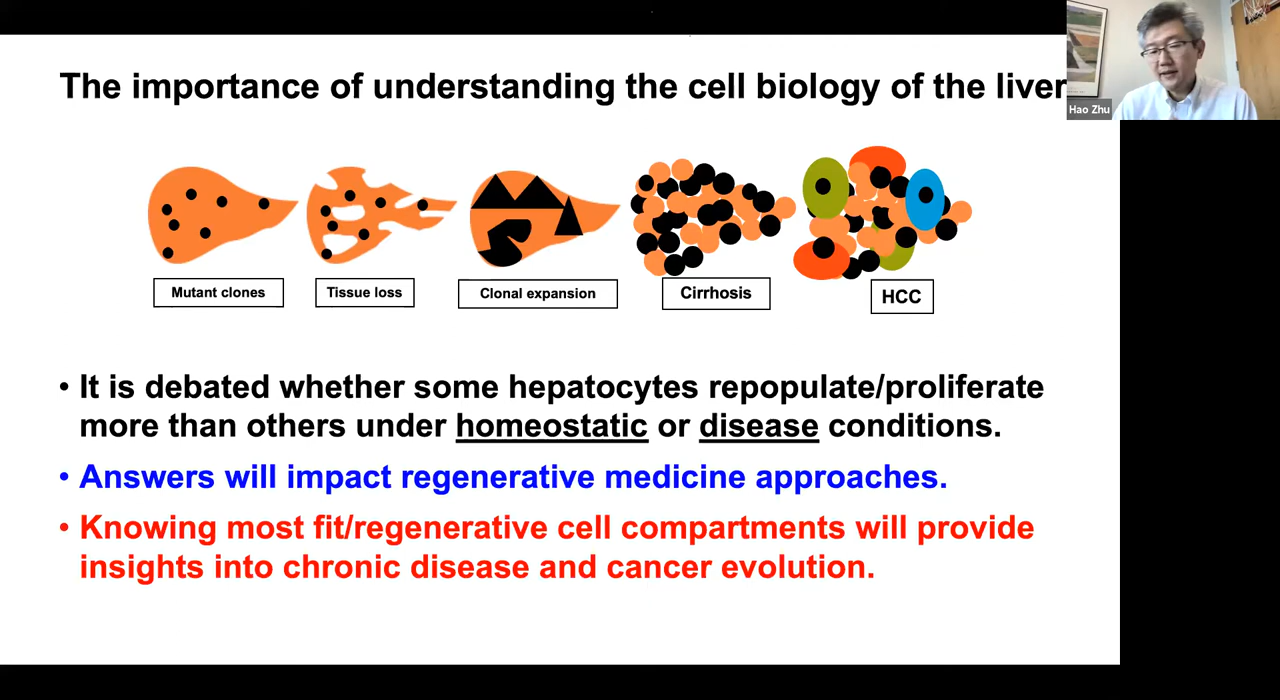 The importance of understanding the cell biology of the liver
Hao Zhu
Mutant clones
Tissue loss
Clonal expansion
Cirrhosis
HCC
• It is debated whether some hepatocytes repopulate/proliferate
more than others under homeostatic or disease conditions.
• Answers will impact regenerative medicine approaches.
• Knowing most fit/regenerative cell compartments will provide
insights into chronic disease and cancer evolution.